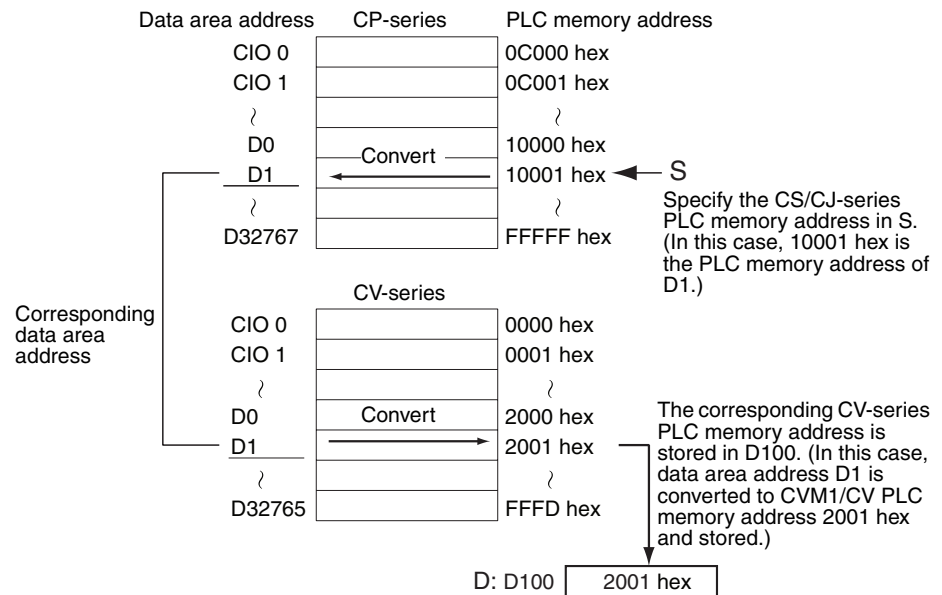 Data area address CP-series PLC memory address
CIO 0 0C000 hex
CIO 1 0C001 hex
~ ~
D0 10000 hex
D1 Convert 10001 hex S
~ ~
D32767 FFFFF hex
Specify the CS/CJ-series
PLC memory address in S.
(In this case, 10001 hex is
the PLC memory address of
D1.)
Corresponding
data area
address
CV-series
CIO 0 0000 hex
CIO 1 0001 hex
~ ~
D0 Convert 2000 hex
D1 2001 hex
~ ~
D32765 FFFD hex
The corresponding CV-series
PLC memory address is
stored in D100. (In this case,
data area address D1 is
converted to CVM1/CV PLC
memory address 2001 hex
and stored.)
D: D100 2001 hex